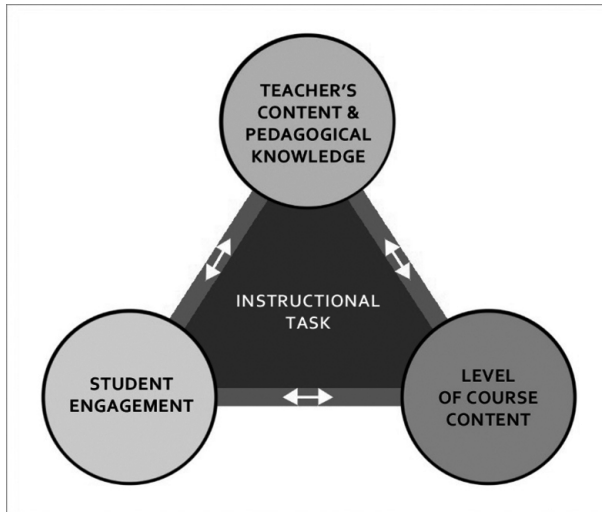 TEACHER'S
CONTENT &
PEDAGOGICAL
KNOWLEDGE
INSTRUCTIONAL
TASK
STUDENT
ENGAGEMENT
LEVEL
OF COURSE
CONTENT